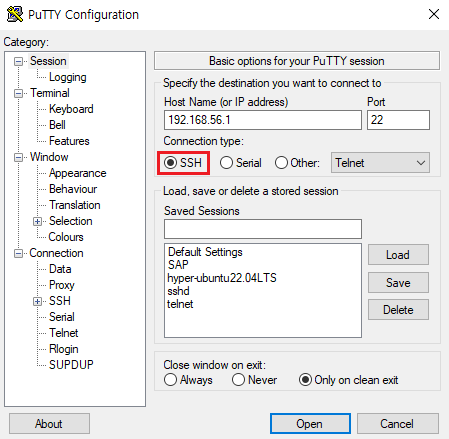 PuTTY Configuration
Category:
Session
Logging
Terminal
Keyboard
Bell
Features
Window
Appearance
Behaviour
Translation
Selection
Colours
Connection
Data
Proxy
SSH
Serial
Telnet
Rlogin
SUPDUP
Basic options for your PuTTY session
Specify the destination you want to connect to
Host Name (or IP address) Port
192.168.56.1 22
Connection type:
SSH Serial Other: Telnet
Load, save or delete a stored session
Saved Sessions
Default Settings
SAP
hyper-ubuntu22.04LTS
sshd
telnet
Load
Save
Delete
Close window on exit:
Always Never Only on clean exit
About Open Cancel